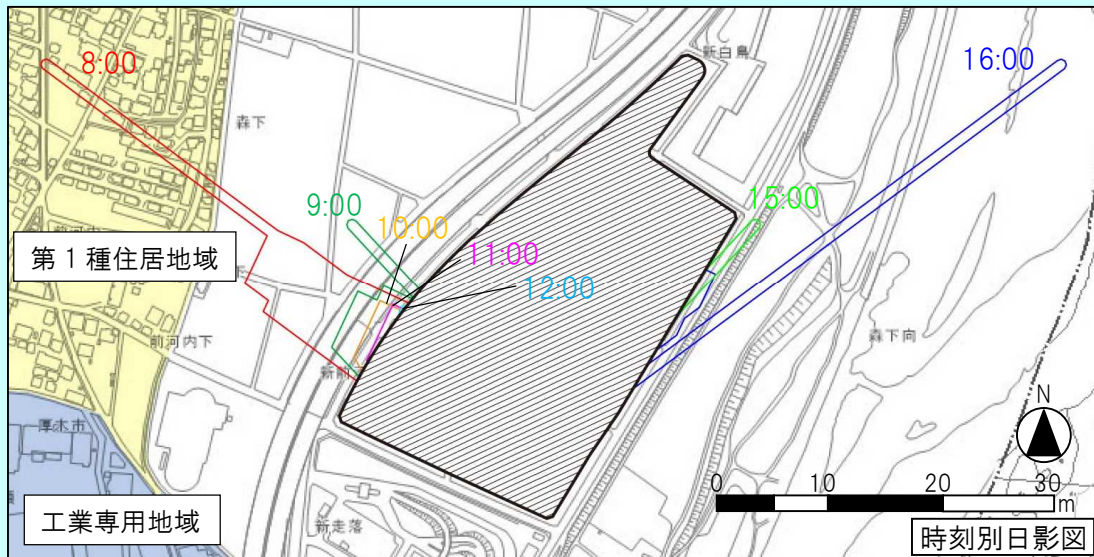 8:00
新白鳥
16:00
森下
9:00
10:00
15:00
11:00
第1種住居地域
12:00
前河内下
森下向
新前
N
厚木市
0 10 20 30
m
工業専用地域
新走落
時刻別日影図